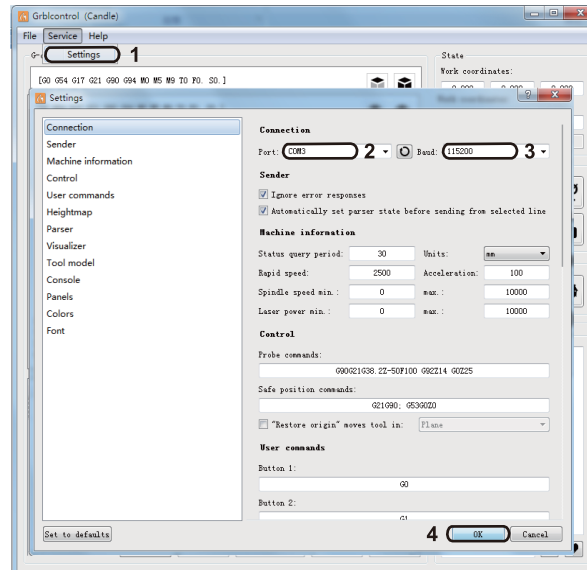 Grblcontrol (Candle)
File Service Help
Settings 1
State
Work coordinates:
[G0 G54 G17 G21 G90 G94 M0 M5 M9 T0 F0. S0.]
Settings
Connection
Sender
Machine information
Control
User commands
Heightmap
Parser
Visualizer
Tool model
Console
Panels
Colors
Font
Connection
Port: COM3 2 Baud: 115200 3
Sender
Ignore error responses
Automatically set parser state before sending from selected line
Machine information
Status query period: 30 Units: mm
Rapid speed: 2500 Acceleration: 100
Spindle speed min.: 0 max.: 10000
Laser power min.: 0 max.: 10000
Control
Probe commands:
G90G21G38.2Z-50F100 G92Z14 G0Z25
Safe position commands:
G21G90; G53G0Z0
"Restore origin" moves tool in: Plane
User commands
Button 1:
G0
Button 2:
G1
Set to defaults 4 OK Cancel